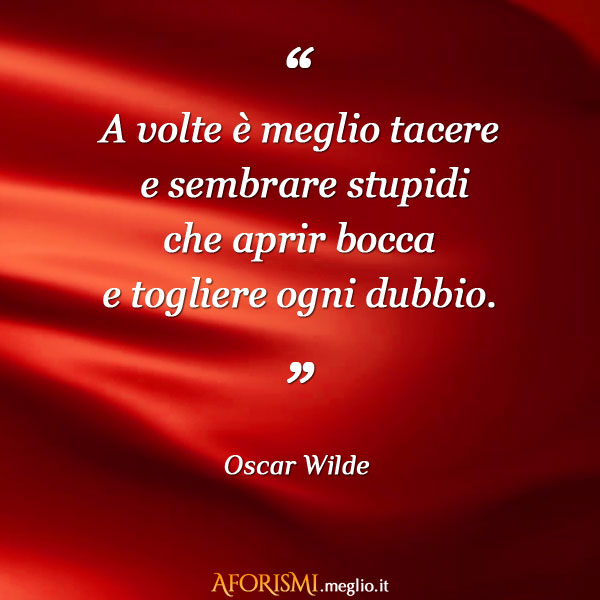 “
A volte è meglio tacere
e sembrare stupidi
che aprir bocca
e togliere ogni dubbio.
”
Oscar Wilde
AFORISMI.meglio.it